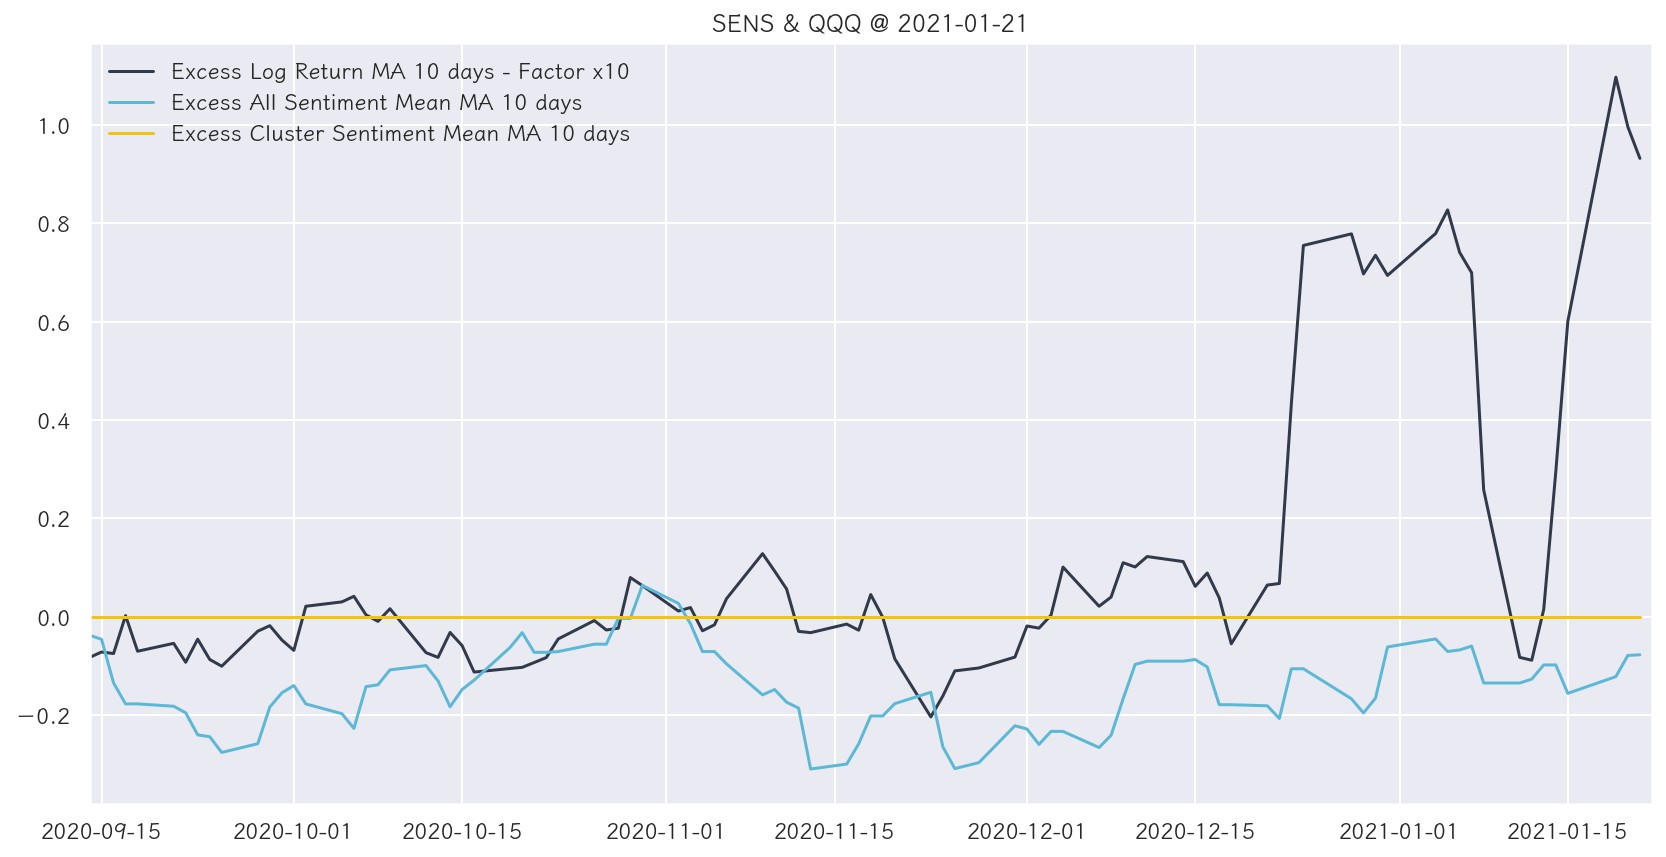 SENS & QQQ @ 2021-01-21
Excess Log Return MA 10 days - Factor x10
Excess All Sentiment Mean MA 10 days
Excess Cluster Sentiment Mean MA 10 days
1.0
0.8
0.6
0.4
0.2
0.0
−0.2
2020-09-15 2020-10-01 2020-10-15 2020-11-01 2020-11-15 2020-12-01 2020-12-15 2021-01-01 2021-01-15